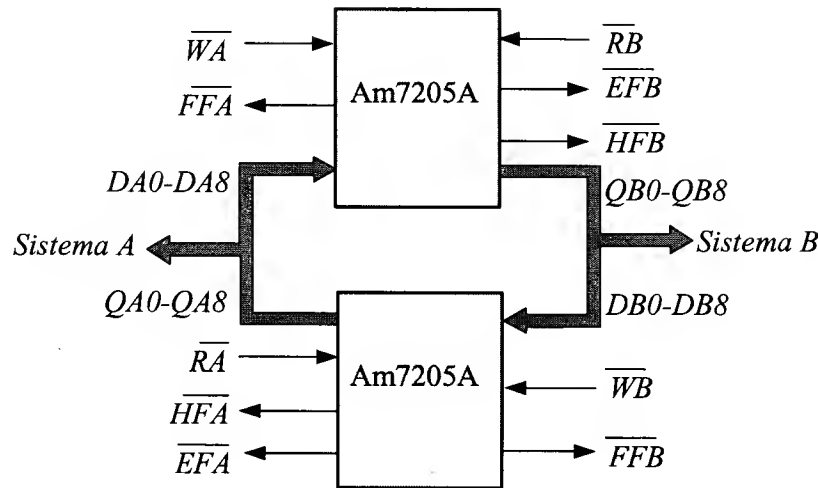 WA
RB
Am7205A
EFB
FFA
HFB
DA0-DA8
QB0-QB8
Sistema A
Sistema B
QA0-QA8
DB0-DB8
RA
Am7205A
WB
HFA
EFA
FFB